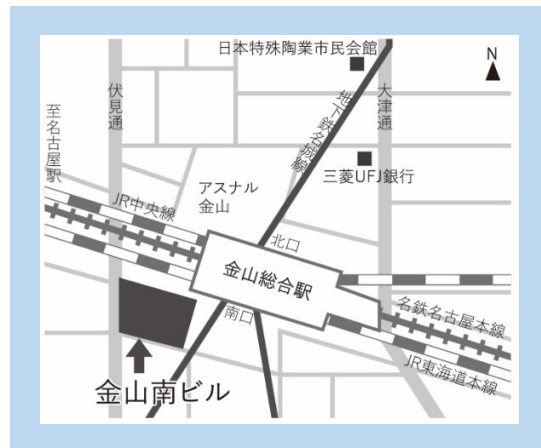 日本特殊陶業市民会館
N
伏見通
地下鉄名城線
大津通
至名古屋駅
三菱UFJ銀行
アスナル
金山
JR中央線
北口
金山総合駅
南口
名鉄名古屋本線
JR東海道本線
金山南ビル